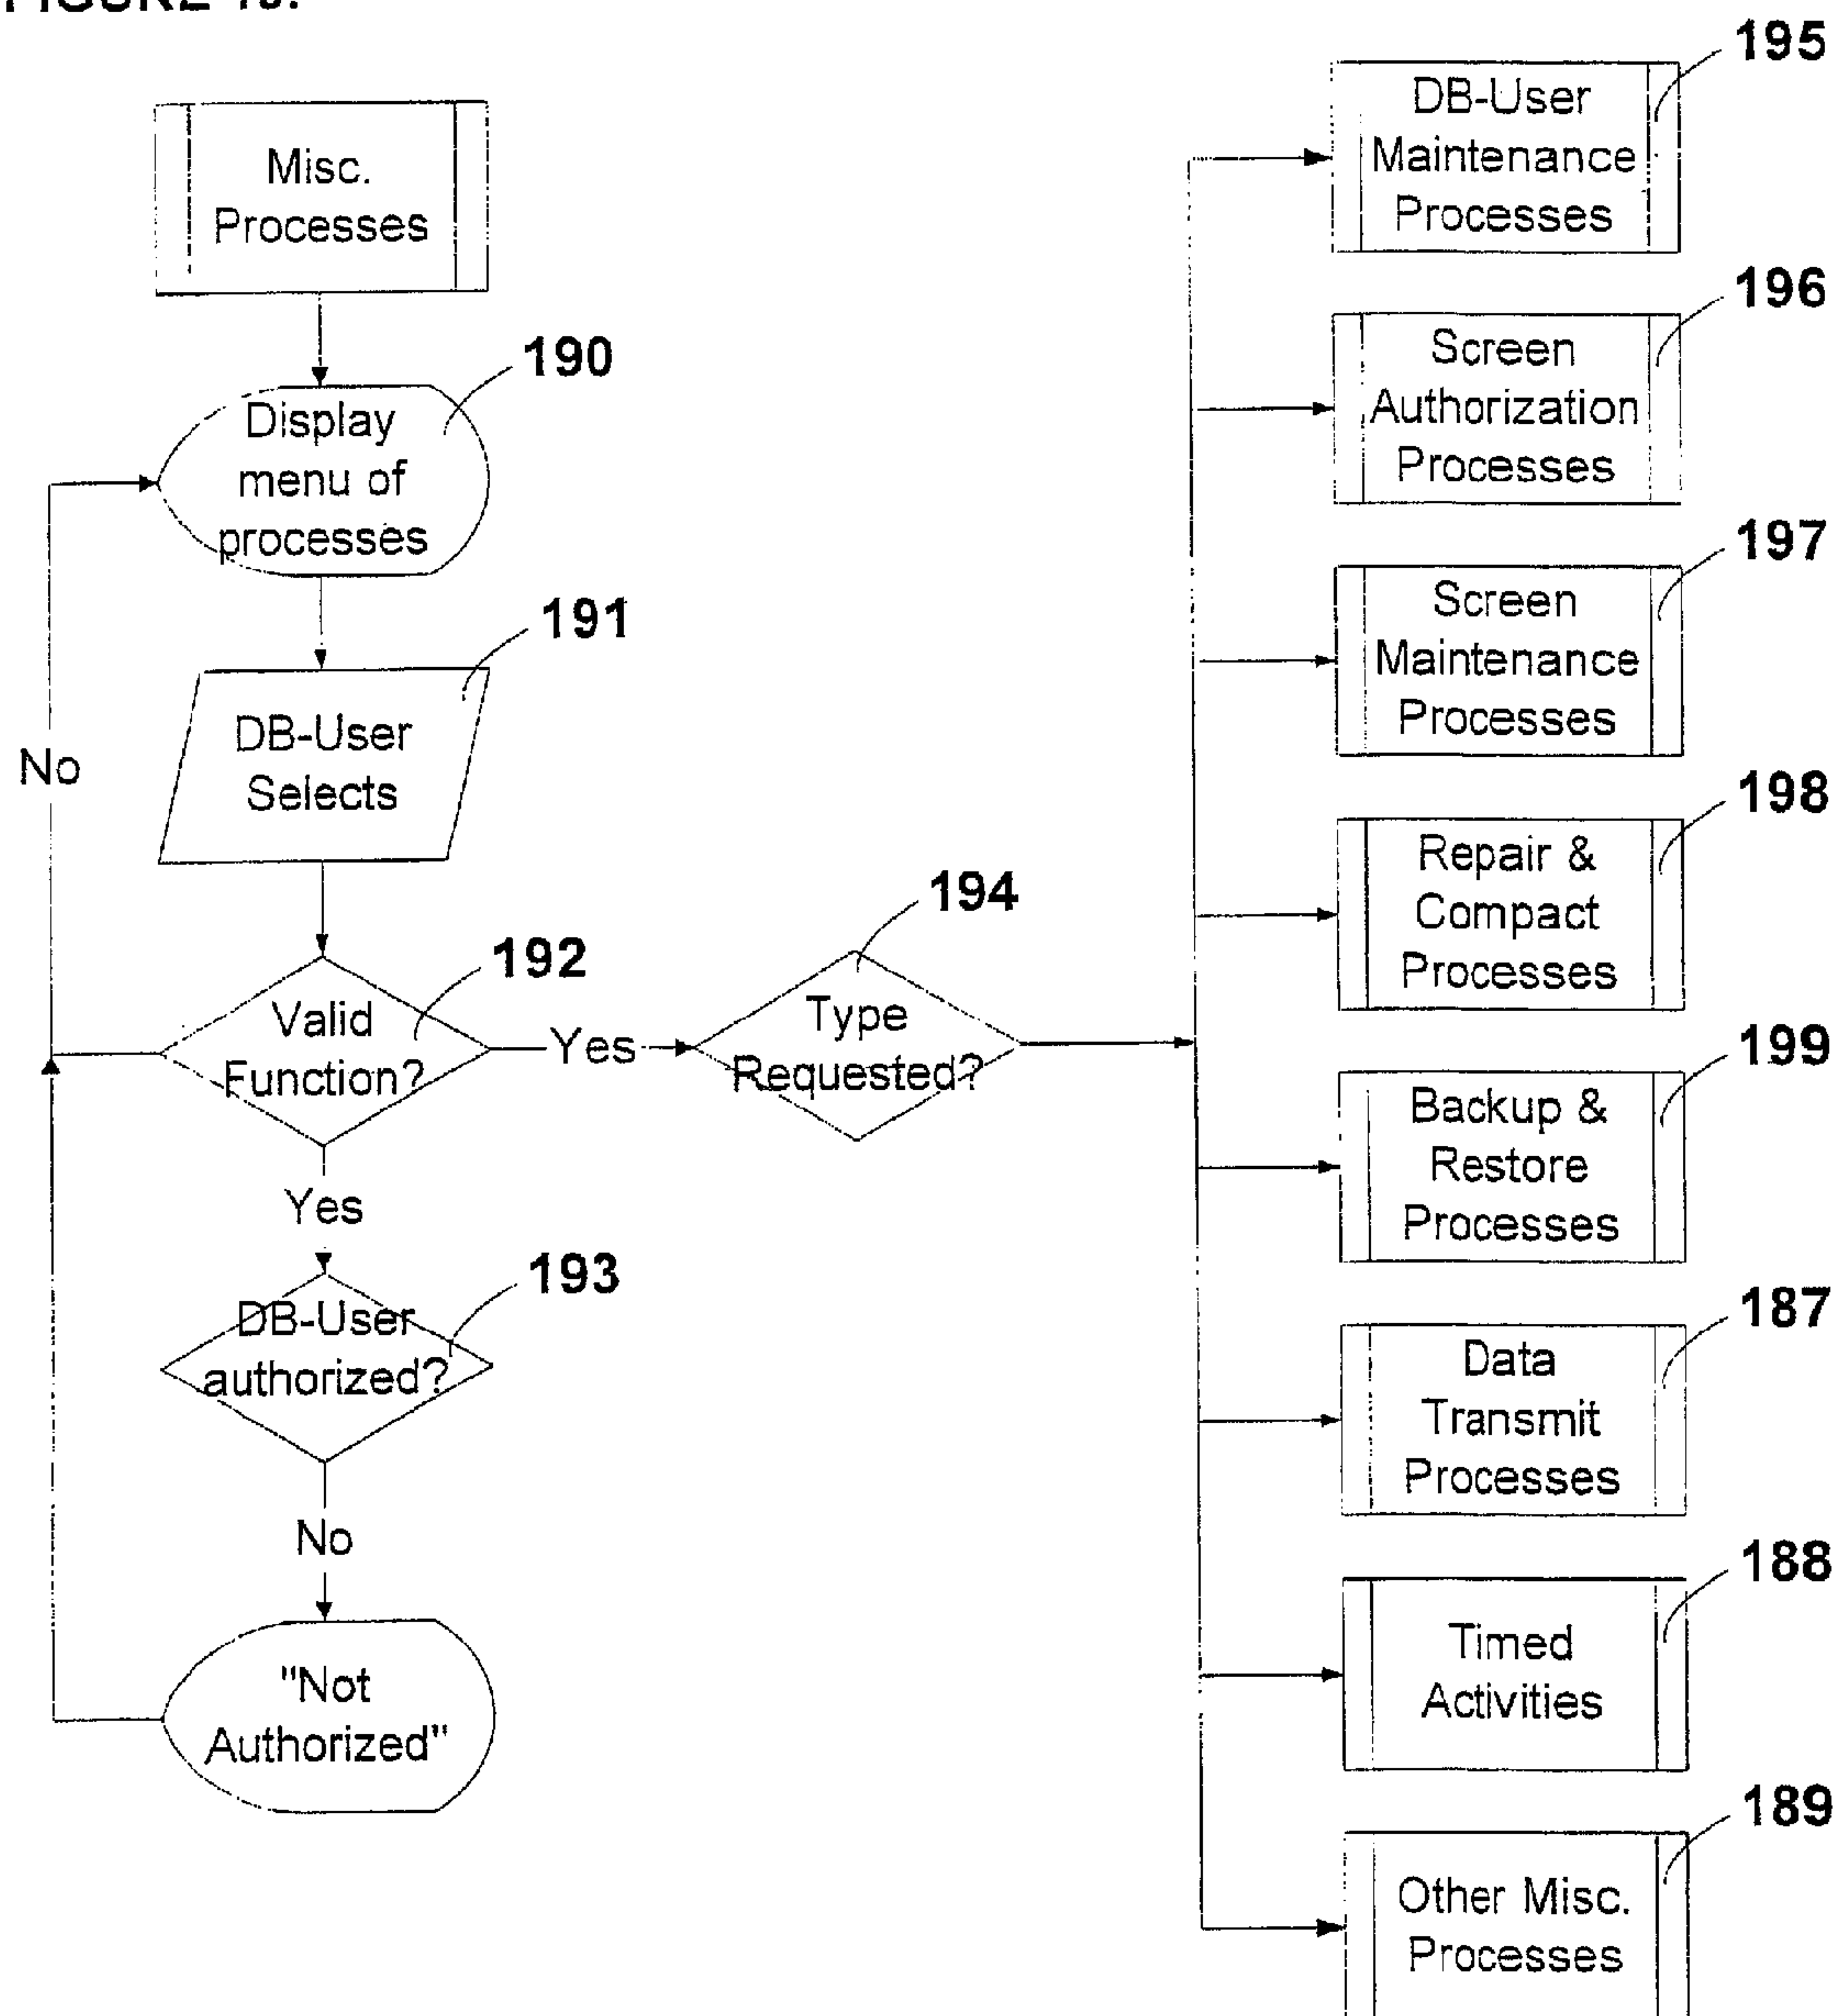 Misc.
Processes
190
Display
menu of
processes
191
DB-User
Selects
No
192
Valid
Function?
Yes
194
Type
Requested?
Yes
193
DB-User
authorized?
No
"Not
Authorized"
195
DB-User
Maintenance
Processes
196
Screen
Authorization
Processes
197
Screen
Maintenance
Processes
198
Repair &
Compact
Processes
199
Backup &
Restore
Processes
187
Data
Transmit
Processes
188
Timed
Activities
189
Other Misc.
Processes